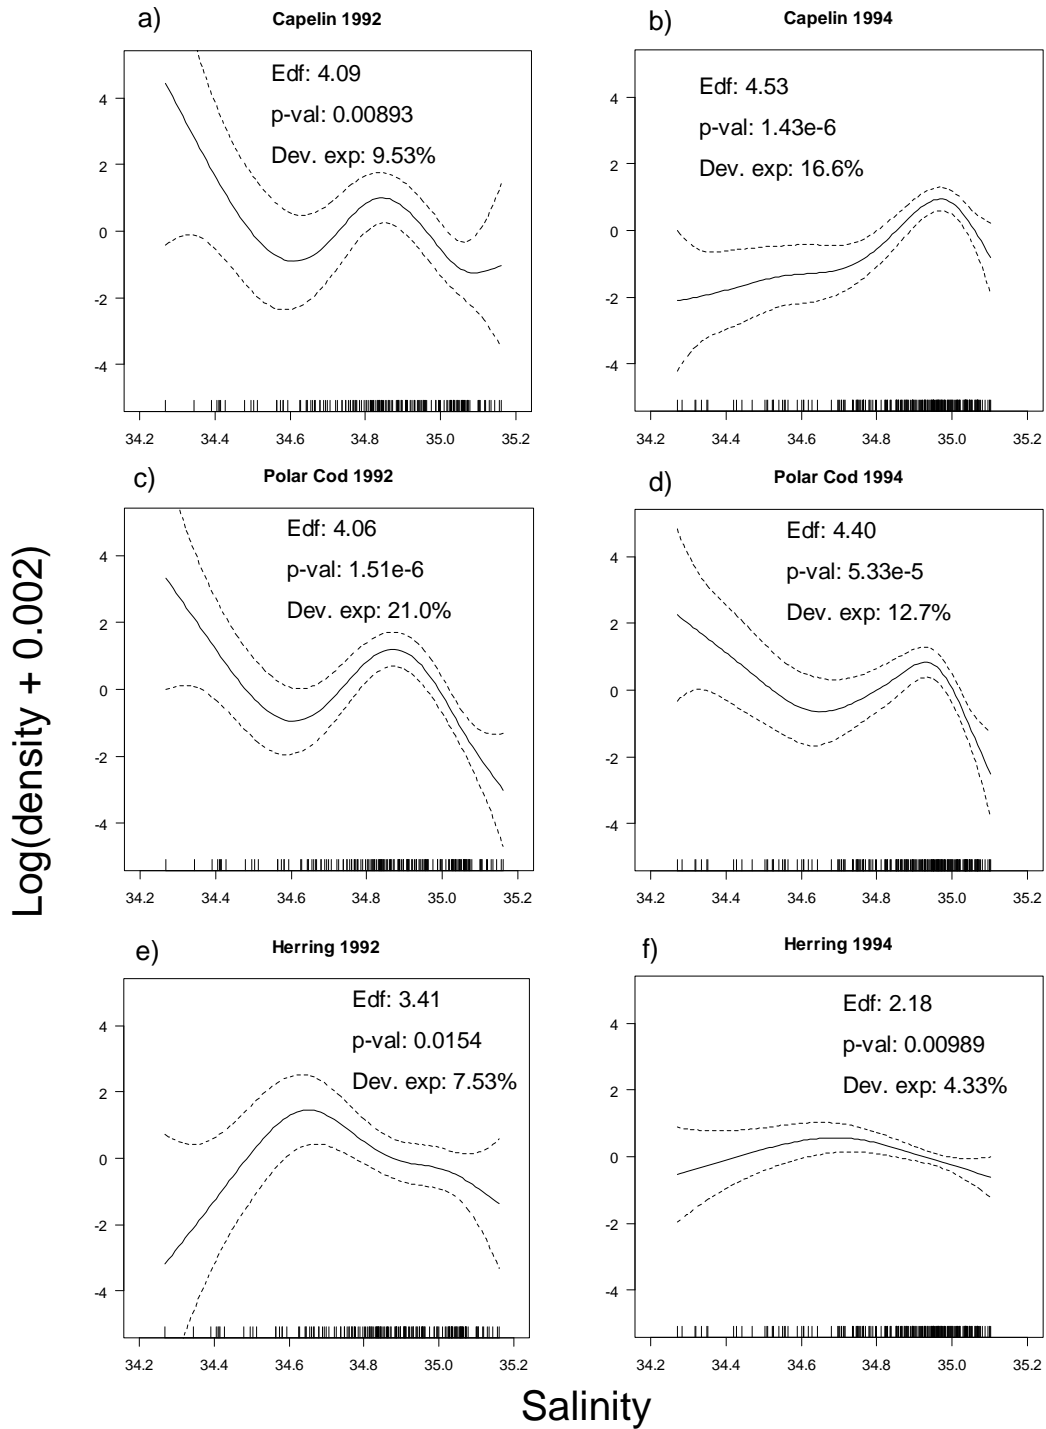 a)
Capelin 1992
Edf: 4.09
p-val: 0.00893
Dev. exp: 9.53%
4
2
0
-2
-4
34.2 34.4 34.6 34.8 35.0 35.2
b)
Capelin 1994
Edf: 4.53
p-val: 1.43e-6
Dev. exp: 16.6%
4
2
0
-2
-4
34.2 34.4 34.6 34.8 35.0 35.2
c)
Polar Cod 1992
Edf: 4.06
p-val: 1.51e-6
Dev. exp: 21.0%
4
2
0
-2
-4
34.2 34.4 34.6 34.8 35.0 35.2
d)
Polar Cod 1994
Edf: 4.40
p-val: 5.33e-5
Dev. exp: 12.7%
4
2
0
-2
-4
34.2 34.4 34.6 34.8 35.0 35.2
e)
Herring 1992
Edf: 3.41
p-val: 0.0154
Dev. exp: 7.53%
4
2
0
-2
-4
34.2 34.4 34.6 34.8 35.0 35.2
f)
Herring 1994
Edf: 2.18
p-val: 0.00989
Dev. exp: 4.33%
4
2
0
-2
-4
34.2 34.4 34.6 34.8 35.0 35.2
Log(density + 0.002)
Salinity